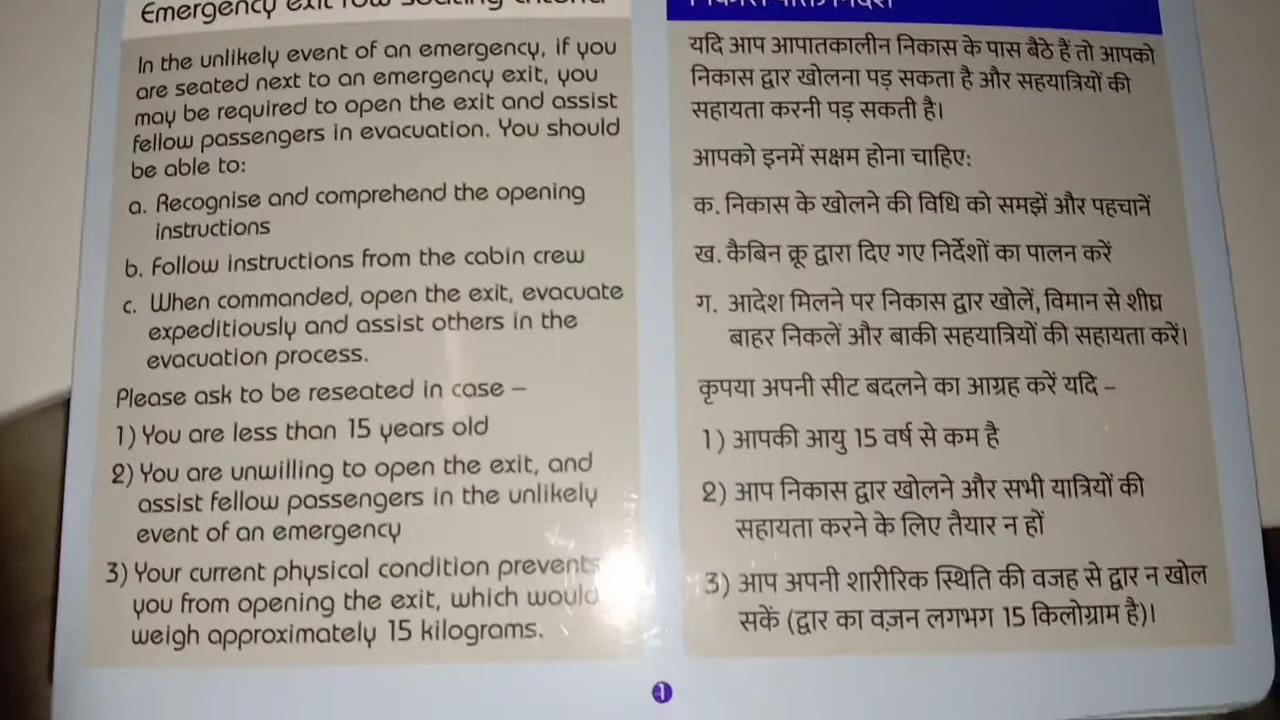 Emergency exit row seating criteria
In the unlikely event of an emergency, if you
are seated next to an emergency exit, you
may be required to open the exit and assist
fellow passengers in evacuation. You should
be able to:
a. Recognise and comprehend the opening
instructions
b. Follow instructions from the cabin crew
c. When commanded, open the exit, evacuate
expeditiously and assist others in the
evacuation process.
Please ask to be reseated in case –
1) You are less than 15 years old
2) You are unwilling to open the exit, and
assist fellow passengers in the unlikely
event of an emergency
3) Your current physical condition prevents
you from opening the exit, which would
weigh approximately 15 kilograms.
यदि आप आपातकालीन निकास के पास बैठे हैं तो आपको
निकास द्वार खोलना पड़ सकता है और सहयात्रियों की
सहायता करनी पड़ सकती है।
आपको इनमें सक्षम होना चाहिए:
क. निकास के खोलने की विधि को समझें और पहचानें
ख. कैबिन क्रू द्वारा दिए गए निर्देशों का पालन करें
ग. आदेश मिलने पर निकास द्वार खोलें, विमान से शीघ्र
बाहर निकलें और बाकी सहयात्रियों की सहायता करें।
कृपया अपनी सीट बदलने का आग्रह करें यदि –
1) आपकी आयु 15 वर्ष से कम है
2) आप निकास द्वार खोलने और सभी यात्रियों की
सहायता करने के लिए तैयार न हों
3) आप अपनी शारीरिक स्थिति की वजह से द्वार न खोल
सकें (द्वार का वज़न लगभग 15 किलोग्राम है)।
1